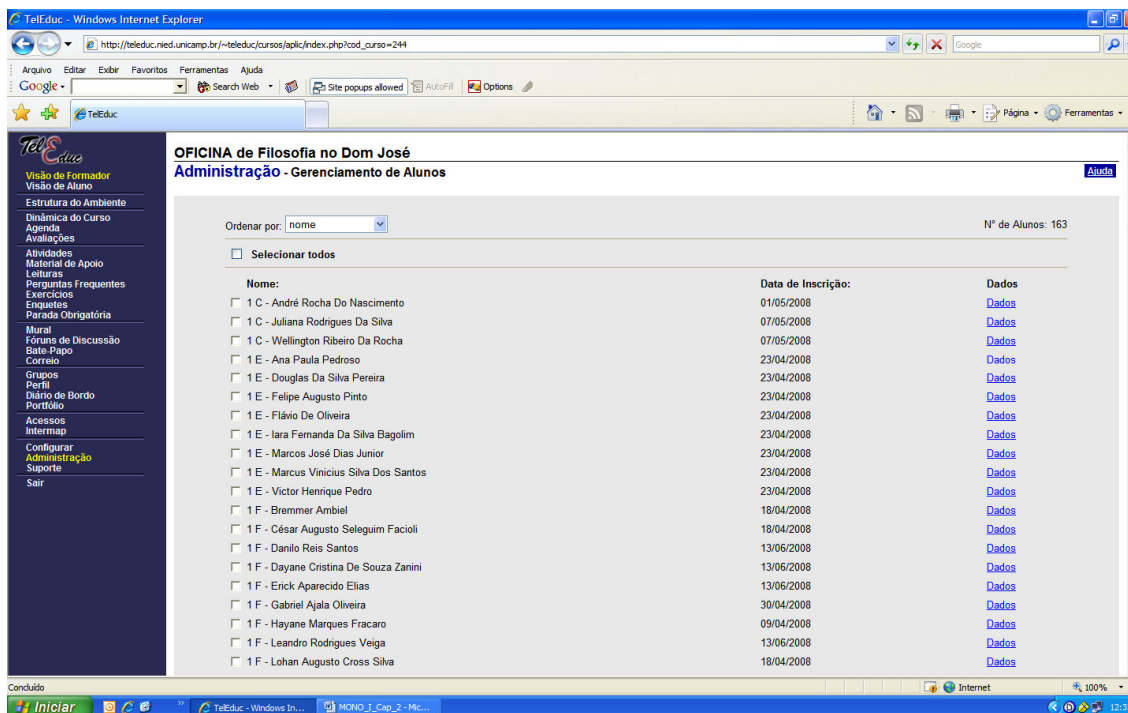 TelEduc - Windows Internet Explorer
http://teleduc.nied.unicamp.br/~teleduc/cursos/aplic/index.php?cod_curso=244
Google
Arquivo Editar Exibir Favoritos Ferramentas Ajuda
Google Search Web Site popups allowed AutoFill Options
TelEduc Página Ferramentas
TelEduc
Visão de Formador
Visão de Aluno
Estrutura do Ambiente
Dinâmica do Curso
Agenda
Avaliações
Atividades
Material de Apoio
Leituras
Perguntas Frequentes
Exercícios
Enquetes
Parada Obrigatória
Mural
Fóruns de Discussão
Bate-Papo
Correio
Grupos
Perfil
Diário de Bordo
Portfólio
Acessos
Intermap
Configurar
Administração
Suporte
Sair
OFICINA de Filosofia no Dom José
Administração - Gerenciamento de Alunos Ajuda
Ordenar por: nome Nº de Alunos: 163
Selecionar todos
Nome: Data de Inscrição: Dados
1 C - André Rocha Do Nascimento 01/05/2008 Dados
1 C - Juliana Rodrigues Da Silva 07/05/2008 Dados
1 C - Wellington Ribeiro Da Rocha 07/05/2008 Dados
1 E - Ana Paula Pedroso 23/04/2008 Dados
1 E - Douglas Da Silva Pereira 23/04/2008 Dados
1 E - Felipe Augusto Pinto 23/04/2008 Dados
1 E - Flávio De Oliveira 23/04/2008 Dados
1 E - Iara Fernanda Da Silva Bagolim 23/04/2008 Dados
1 E - Marcos José Dias Junior 23/04/2008 Dados
1 E - Marcus Vinicius Silva Dos Santos 23/04/2008 Dados
1 E - Victor Henrique Pedro 23/04/2008 Dados
1 F - Bremmer Ambiel 18/04/2008 Dados
1 F - César Augusto Seleguim Facioli 18/04/2008 Dados
1 F - Danilo Reis Santos 13/06/2008 Dados
1 F - Dayane Cristina De Souza Zanini 13/06/2008 Dados
1 F - Erick Aparecido Elias 13/06/2008 Dados
1 F - Gabriel Ajala Oliveira 30/04/2008 Dados
1 F - Hayane Marques Fracaro 09/04/2008 Dados
1 F - Leandro Rodrigues Veiga 13/06/2008 Dados
1 F - Lohan Augusto Cross Silva 18/04/2008 Dados
Concluído Internet 100%
Iniciar TelEduc - Windows In... MONO_I_Cap_2 - Mic...